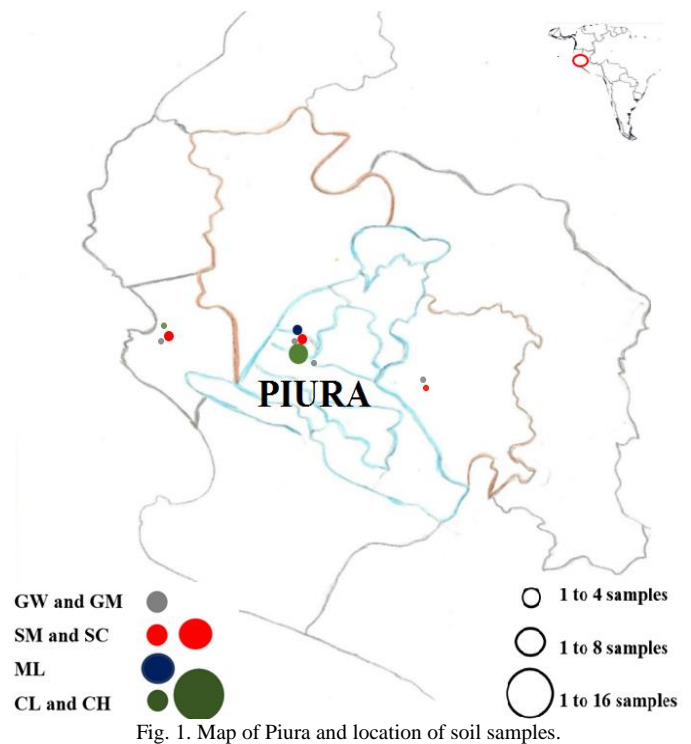 PIURA
GW and GM
SM and SC
ML
CL and CH
1 to 4 samples
1 to 8 samples
1 to 16 samples
Fig. 1. Map of Piura and location of soil samples.